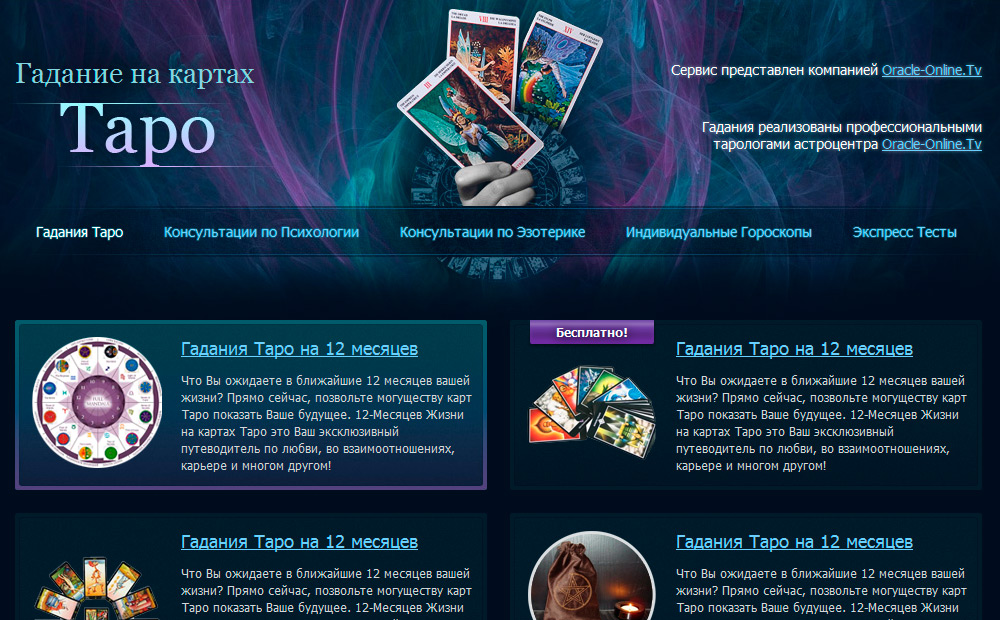 Гадание на картах
Таро
VIII
XIV
III
Сервис представлен компанией Oracle-Online.Tv
Гадания реализованы профессиональными
тарологами астроцентра Oracle-Online.Tv
Гадания Таро
Консультации по Психологии
Консультации по Эзотерике
Индивидуальные Гороскопы
Экспресс Тесты
Гадания Таро на 12 месяцев
Что Вы ожидаете в ближайшие 12 месяцев вашей
жизни? Прямо сейчас, позвольте могуществу карт
Таро показать Ваше будущее. 12-Месяцев Жизни
на картах Таро это Ваш эксклюзивный
путеводитель по любви, во взаимоотношениях,
карьере и многом другом!
Бесплатно!
Гадания Таро на 12 месяцев
Что Вы ожидаете в ближайшие 12 месяцев вашей
жизни? Прямо сейчас, позвольте могуществу карт
Таро показать Ваше будущее. 12-Месяцев Жизни
на картах Таро это Ваш эксклюзивный
путеводитель по любви, во взаимоотношениях,
карьере и многом другом!
Гадания Таро на 12 месяцев
Что Вы ожидаете в ближайшие 12 месяцев вашей
жизни? Прямо сейчас, позвольте могуществу карт
Таро показать Ваше будущее. 12-Месяцев Жизни
Гадания Таро на 12 месяцев
Что Вы ожидаете в ближайшие 12 месяцев вашей
жизни? Прямо сейчас, позвольте могуществу карт
Таро показать Ваше будущее. 12-Месяцев Жизни